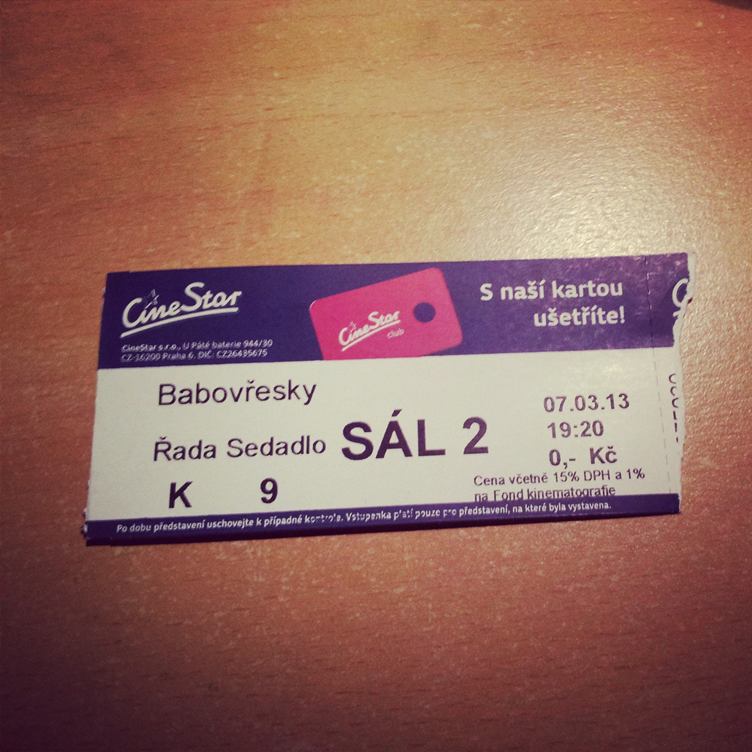 CineStar
CineStar s.r.o., U Páté baterie 944/30
CZ-16200 Praha 6, DIČ: CZ26435675
CineStar
club
S naší kartou
ušetříte!
Babovřesky
Řada Sedadlo SÁL 2
K 9
07.03.13
19:20
0,- Kč
Cena včetně 15% DPH a 1%
na Fond kinematografie
Po dobu představení uschovejte k případné kontrole. Vstupenka platí pouze pro představení, na které byla vystavena.